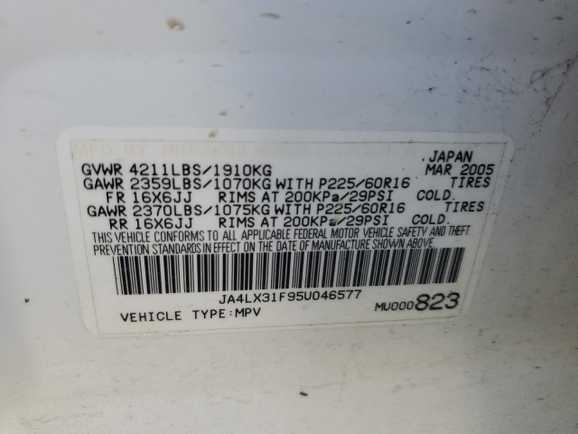 MFD BY MITSUBISHI
JAPAN
GVWR 4211LBS/1910KG MAR 2005
GAWR 2359LBS/1070KG WITH P225/60R16 TIRES
FR 16X6JJ RIMS AT 200KPa/29PSI COLD.
GAWR 2370LBS/1075KG WITH P225/60R16 TIRES
RR 16X6JJ RIMS AT 200KPa/29PSI COLD.
THIS VEHICLE CONFORMS TO ALL APPLICABLE FEDERAL MOTOR VEHICLE SAFETY AND THEFT
PREVENTION STANDARDS IN EFFECT ON THE DATE OF MANUFACTURE SHOWN ABOVE.
JA4LX31F95U046577
VEHICLE TYPE:MPV MU000823